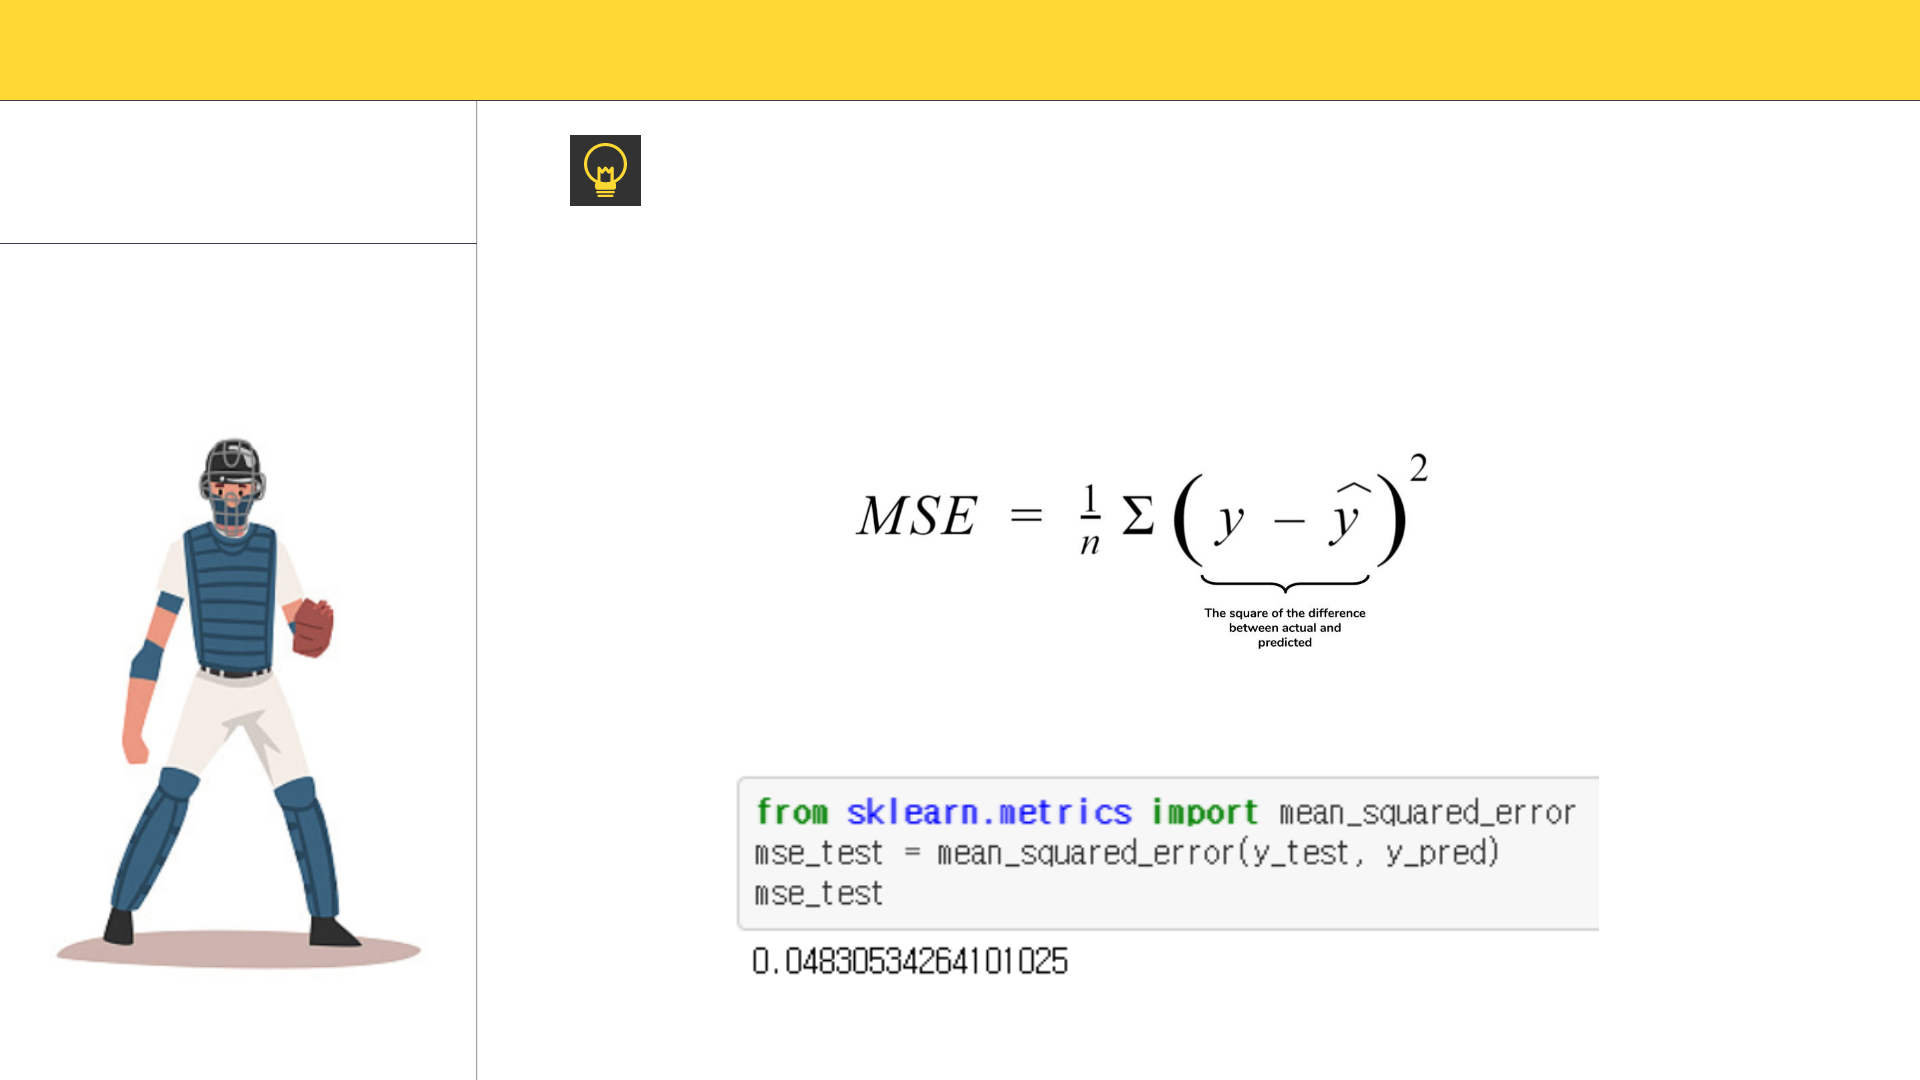 MSE = 1/n Σ (y − ŷ)²
The square of the difference
between actual and
predicted
from sklearn.metrics import mean_squared_error
mse_test = mean_squared_error(y_test, y_pred)
mse_test
0.04830534264101025